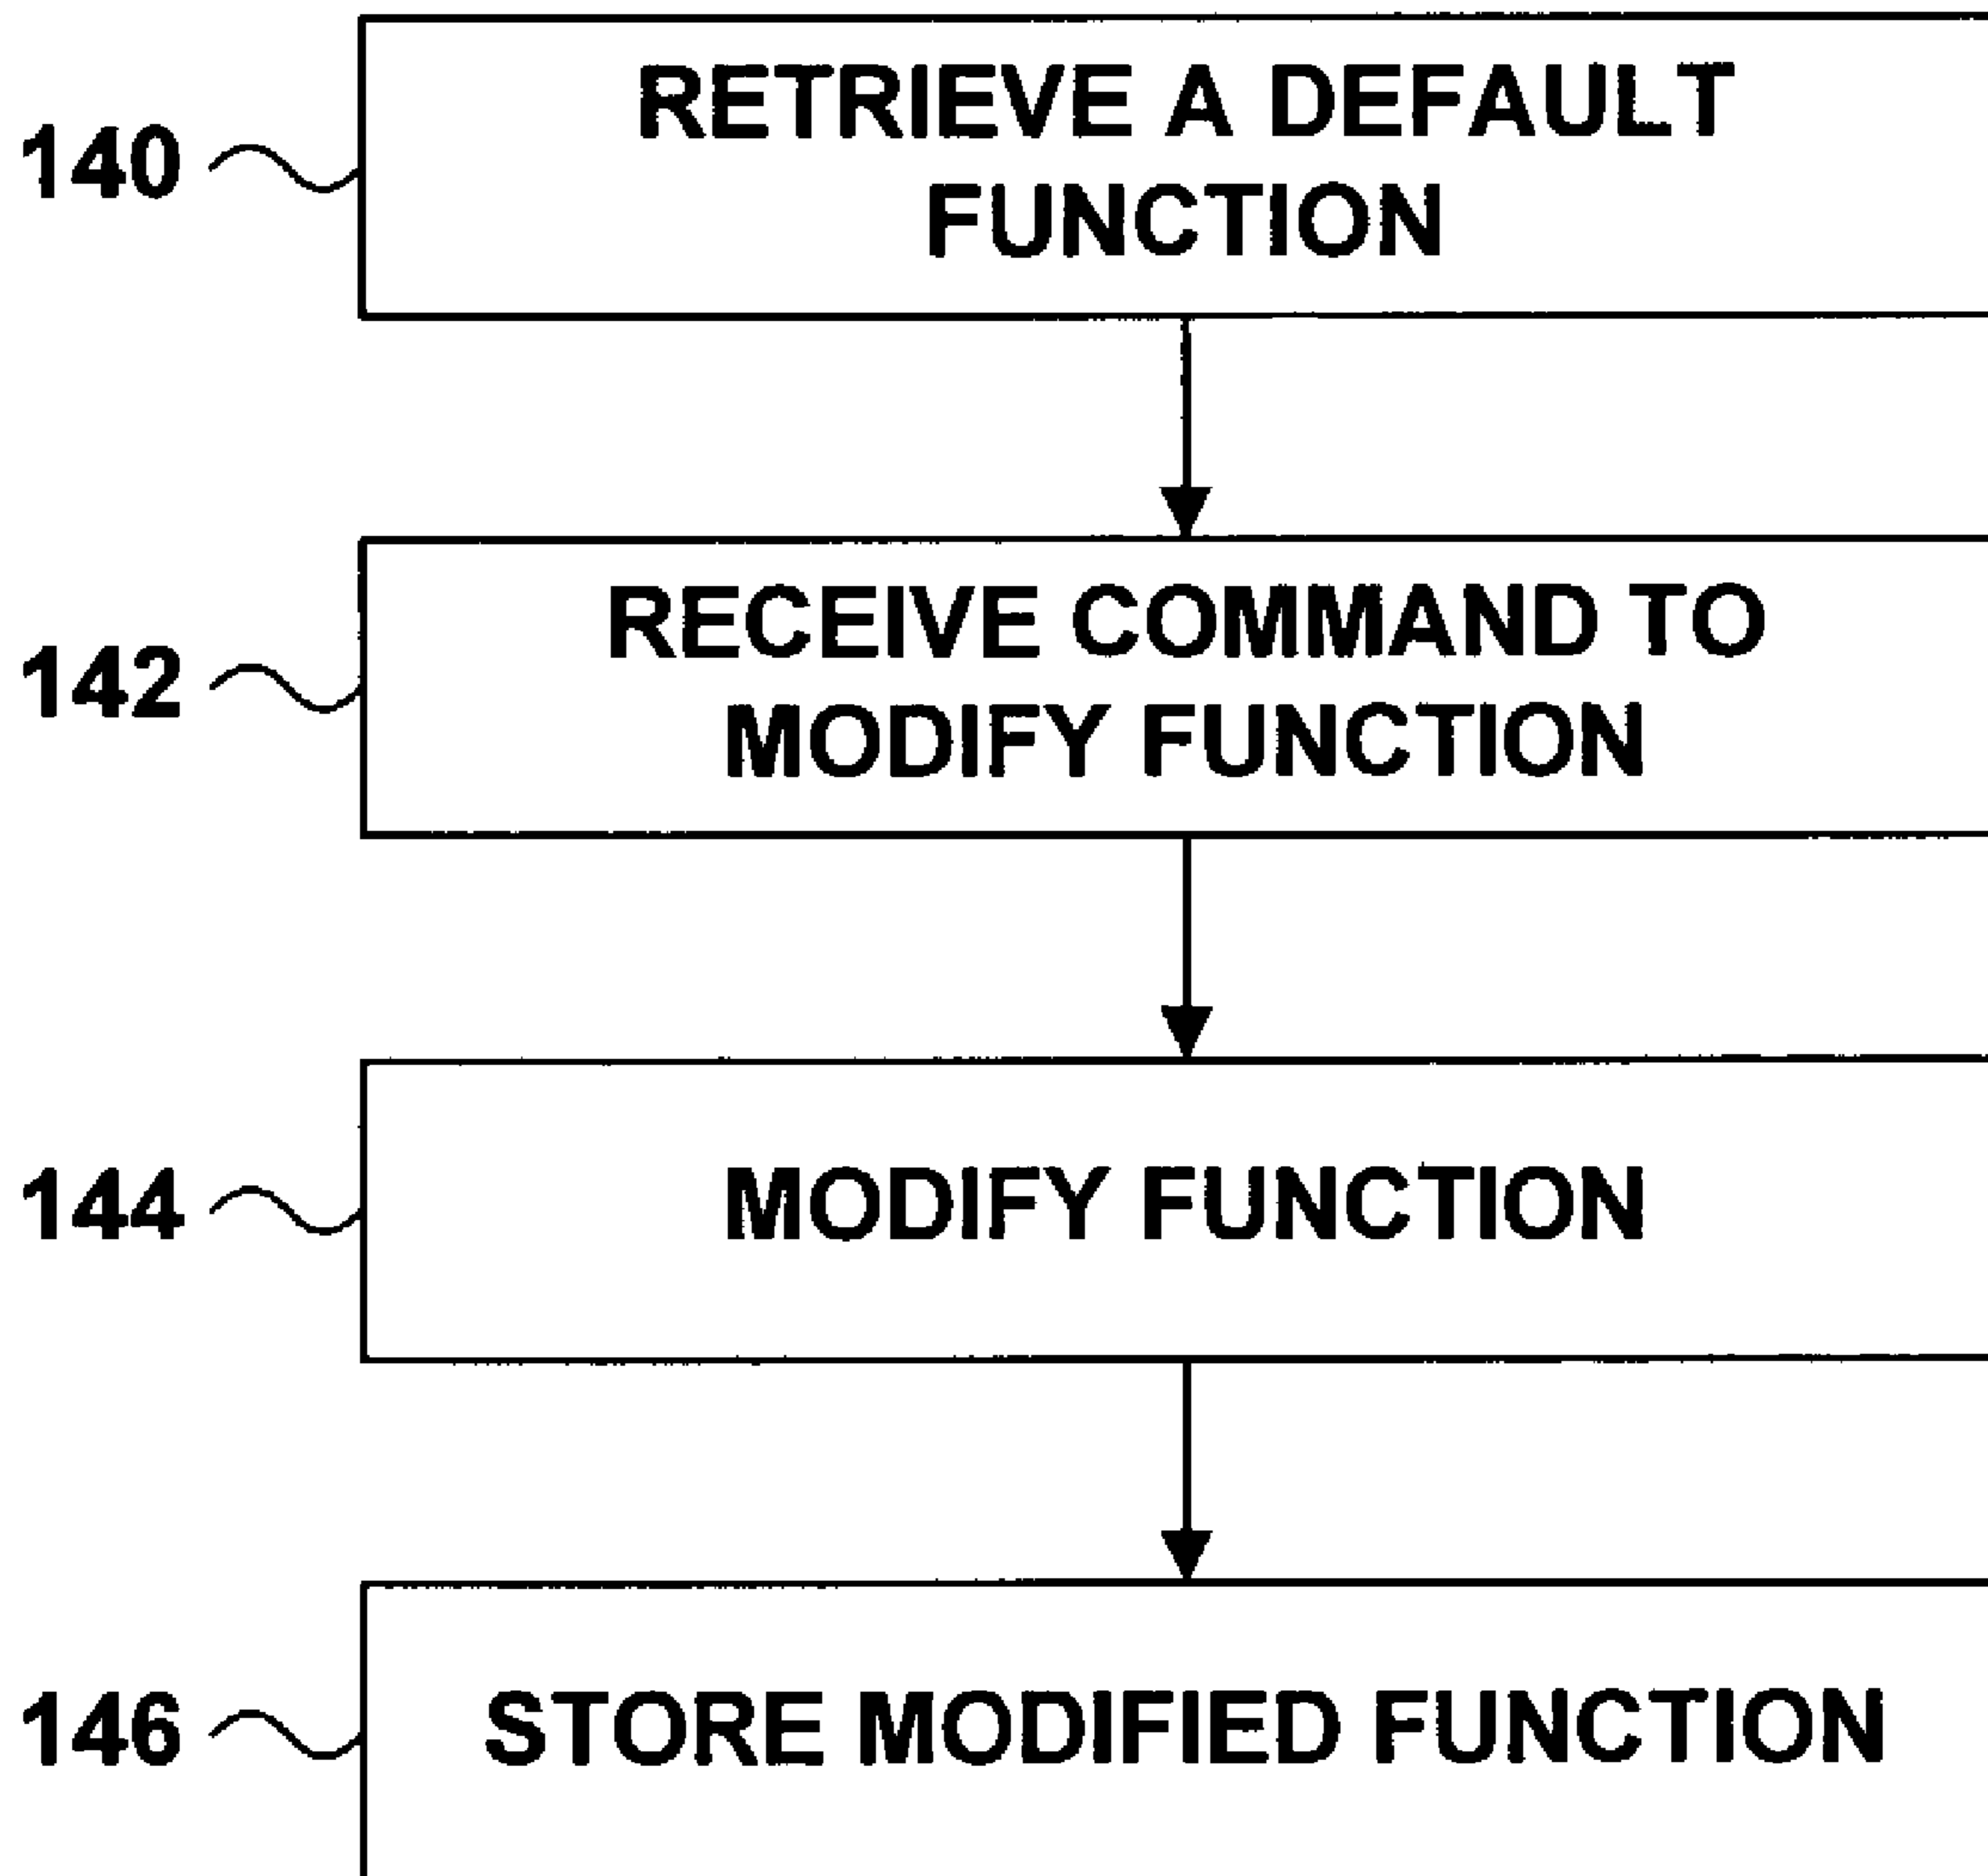 140
RETRIEVE A DEFAULT
FUNCTION
142
RECEIVE COMMAND TO
MODIFY FUNCTION
144
MODIFY FUNCTION
146
STORE MODIFIED FUNCTION